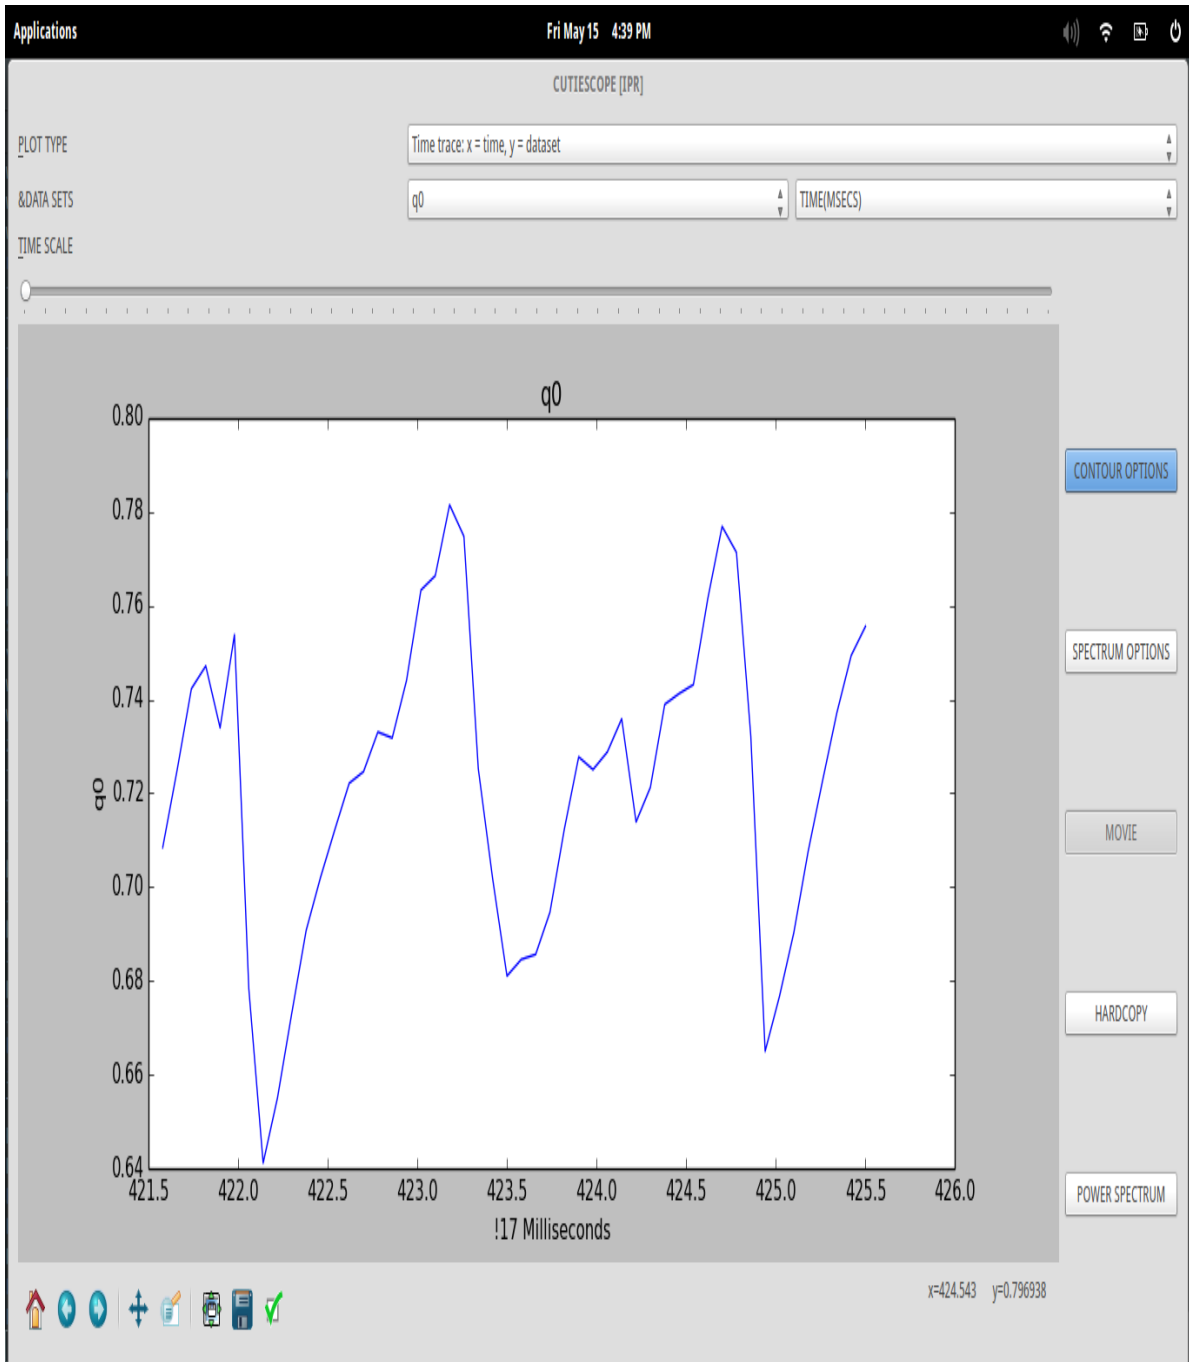 Applications
Fri May 15 4:39 PM
CUTIESCOPE [IPR]
PLOT TYPE
Time trace: x = time, y = dataset
&DATA SETS
q0
TIME(MSECS)
TIME SCALE
q0
0.80
0.78
0.76
0.74
0.72
0.70
0.68
0.66
0.64
q0
421.5 422.0 422.5 423.0 423.5 424.0 424.5 425.0 425.5 426.0
!17 Milliseconds
CONTOUR OPTIONS
SPECTRUM OPTIONS
MOVIE
HARDCOPY
POWER SPECTRUM
x=424.543 y=0.796938